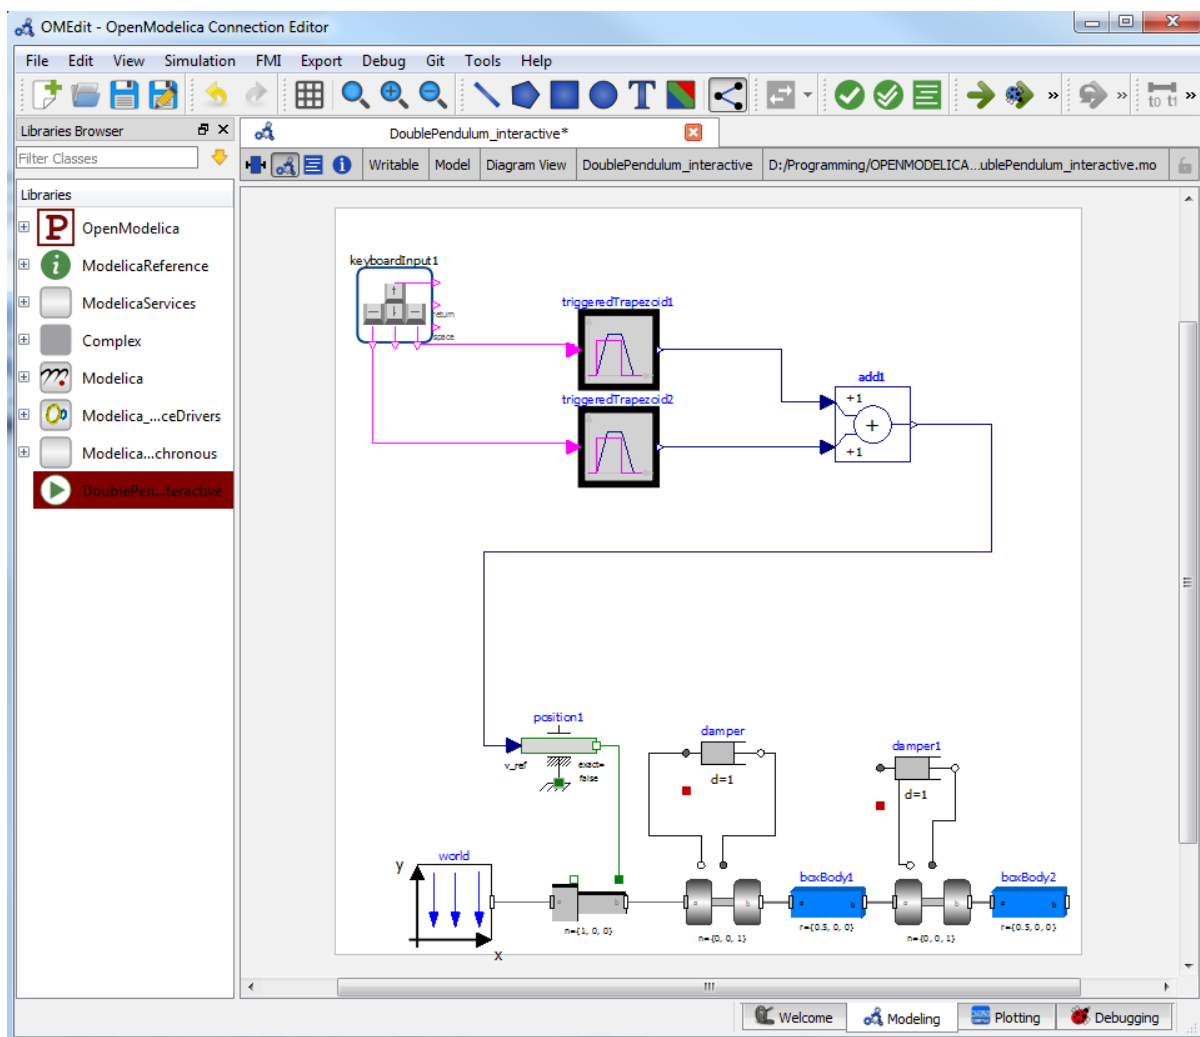 OMEdit - OpenModelica Connection Editor
File Edit View Simulation FMI Export Debug Git Tools Help
T
» » to t1 »
Libraries Browser
DoublePendulum_interactive*
Filter Classes
Writable Model Diagram View DoublePendulum_interactive D:/Programming/OPENMODELICA...ublePendulum_interactive.mo
Libraries
P OpenModelica
i ModelicaReference
ModelicaServices
Complex
Modelica
Modelica_...ceDrivers
Modelica...chronous
DoublePen...teractive
keyboardInput1
return
space
triggeredTrapezoid1
triggeredTrapezoid2
add1
+1
+
+1
position1
v_ref
exact=
false
damper
d=1
damper1
d=1
world
y
x
a b
n={1, 0, 0}
a b
n={0, 0, 1}
boxBody1
a b
r={0.5, 0, 0}
a b
n={0, 0, 1}
boxBody2
a b
r={0.5, 0, 0}
Welcome Modeling Plotting Debugging